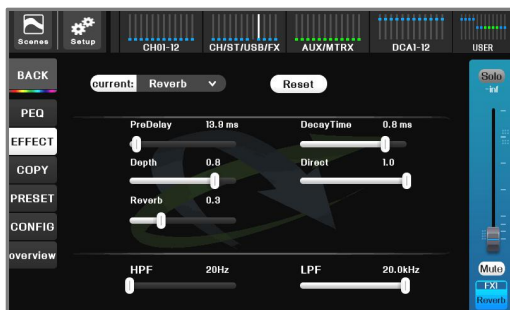 Scenes
Setup
CH01-12
CH/ST/USB/FX
AUX/MTRX
DCA1-12
USER
BACK
current: Reverb
Reset
Solo
-inf
PEQ
PreDelay 13.9 ms
DecayTime 0.8 ms
EFFECT
Depth 0.8
Direct 1.0
COPY
PRESET
Reverb 0.3
CONFIG
overview
HPF 20Hz
LPF 20.0kHz
Mute
FX1
Reverb